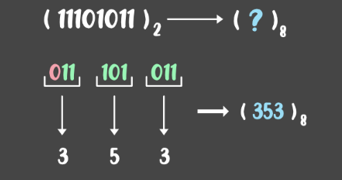 (11101011)₂ → (?)₈
011 101 011
→ (353)₈
3 5 3